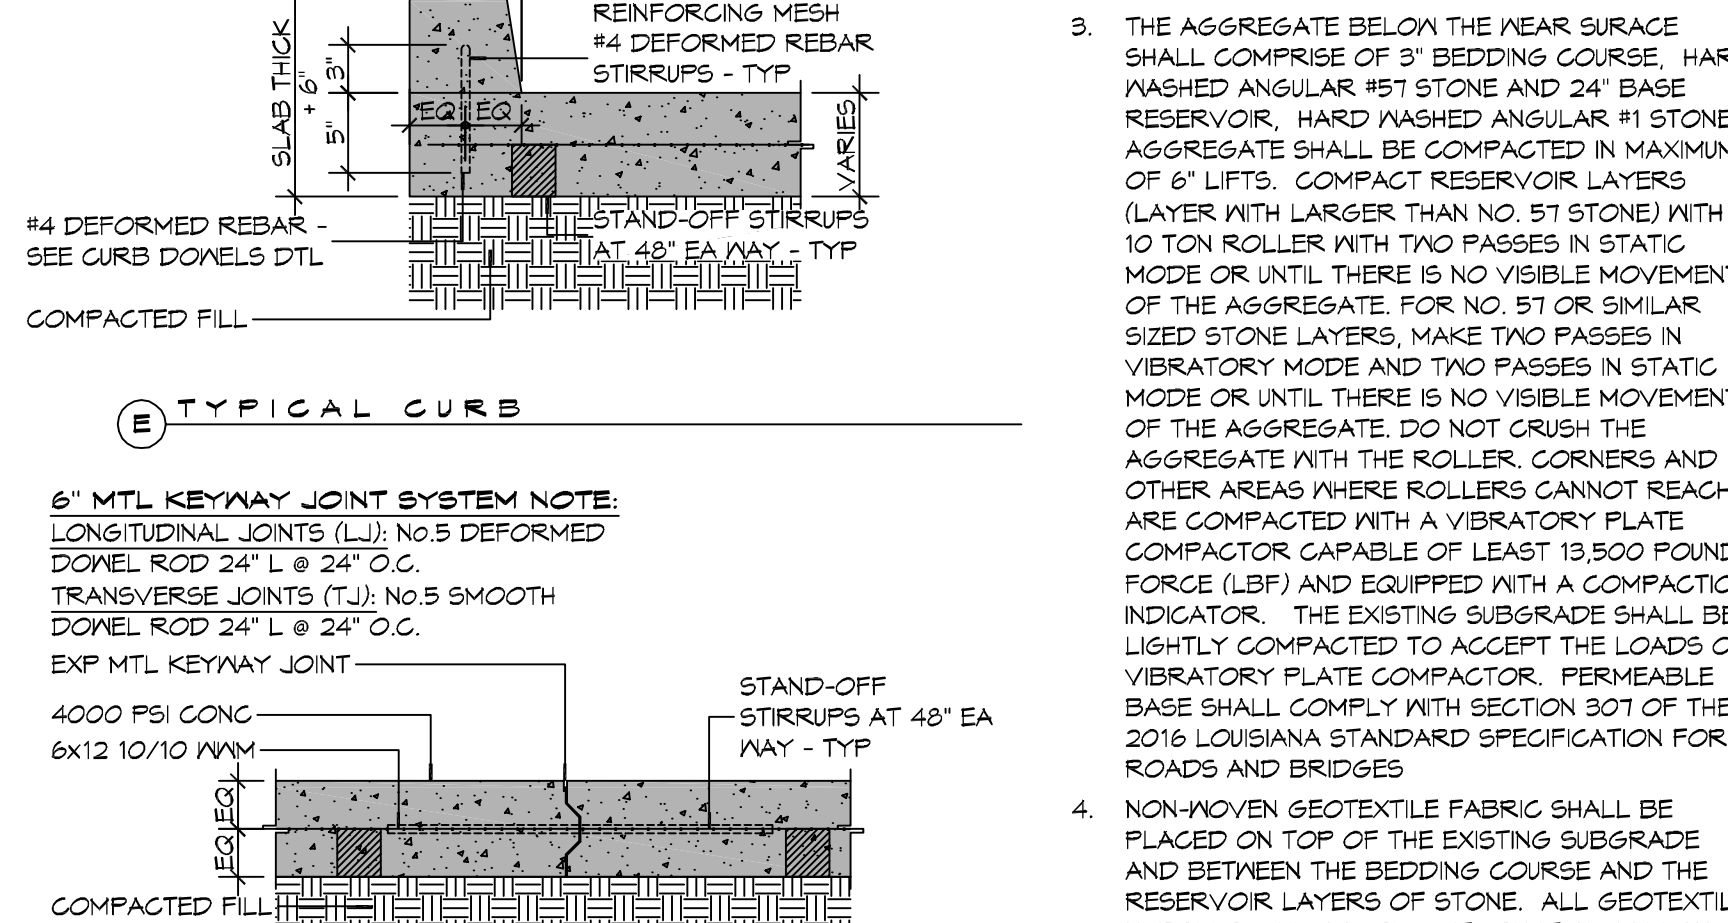 REINFORCING MESH
#4 DEFORMED REBAR
STIRRUPS - TYP
SLAB THICK
+ 6"
3"
5"
EQ EQ
VARIES
#4 DEFORMED REBAR -
SEE CURB DOWELS DTL
STAND-OFF STIRRUPS
AT 48" EA WAY - TYP
COMPACTED FILL
E TYPICAL CURB
6" MTL KEYWAY JOINT SYSTEM NOTE:
LONGITUDINAL JOINTS (LJ): No.5 DEFORMED
DOWEL ROD 24" L @ 24" O.C.
TRANSVERSE JOINTS (TJ): No.5 SMOOTH
DOWEL ROD 24" L @ 24" O.C.
EXP MTL KEYWAY JOINT
4000 PSI CONC
6x12 10/10 WWM
STAND-OFF
STIRRUPS AT 48" EA
WAY - TYP
EQ
EQ
COMPACTED FILL
3. THE AGGREGATE BELOW THE WEAR SURACE
SHALL COMPRISE OF 3" BEDDING COURSE, HAR
WASHED ANGULAR #57 STONE AND 24" BASE
RESERVOIR, HARD WASHED ANGULAR #1 STONE
AGGREGATE SHALL BE COMPACTED IN MAXIMUM
OF 6" LIFTS. COMPACT RESERVOIR LAYERS
(LAYER WITH LARGER THAN NO. 57 STONE) WITH
10 TON ROLLER WITH TWO PASSES IN STATIC
MODE OR UNTIL THERE IS NO VISIBLE MOVEMENT
OF THE AGGREGATE. FOR NO. 57 OR SIMILAR
SIZED STONE LAYERS, MAKE TWO PASSES IN
VIBRATORY MODE AND TWO PASSES IN STATIC
MODE OR UNTIL THERE IS NO VISIBLE MOVEMENT
OF THE AGGREGATE. DO NOT CRUSH THE
AGGREGATE WITH THE ROLLER. CORNERS AND
OTHER AREAS WHERE ROLLERS CANNOT REACH
ARE COMPACTED WITH A VIBRATORY PLATE
COMPACTOR CAPABLE OF LEAST 13,500 POUND
FORCE (LBF) AND EQUIPPED WITH A COMPACTIO
INDICATOR. THE EXISTING SUBGRADE SHALL BE
LIGHTLY COMPACTED TO ACCEPT THE LOADS O
VIBRATORY PLATE COMPACTOR. PERMEABLE
BASE SHALL COMPLY WITH SECTION 307 OF THE
2016 LOUISIANA STANDARD SPECIFICATION FOR
ROADS AND BRIDGES
4. NON-WOVEN GEOTEXTILE FABRIC SHALL BE
PLACED ON TOP OF THE EXISTING SUBGRADE
AND BETWEEN THE BEDDING COURSE AND THE
RESERVOIR LAYERS OF STONE. ALL GEOTEXTIL